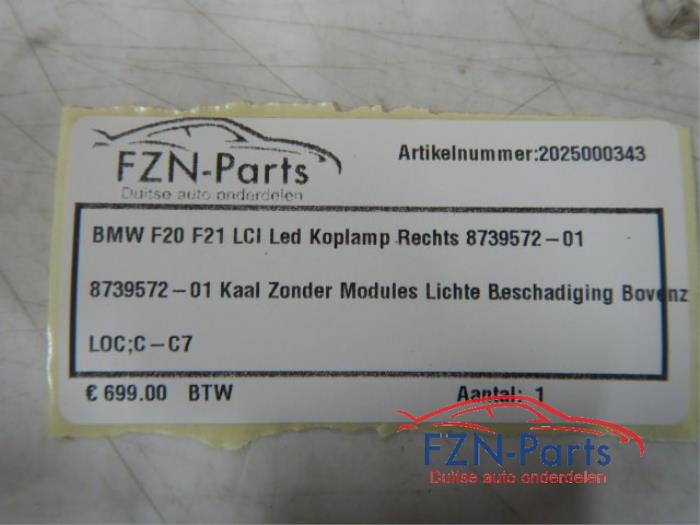 FZN-Parts
Duitse auto onderdelen
Artikelnummer:2025000343
BMW F20 F21 LCI Led Koplamp Rechts 8739572-01
8739572-01 Kaal Zonder Modules Lichte Beschadiging Bovenz
LOC;C-C7
€ 699.00 BTW
Aantal: 1
FZN-Parts
Duitse auto onderdelen